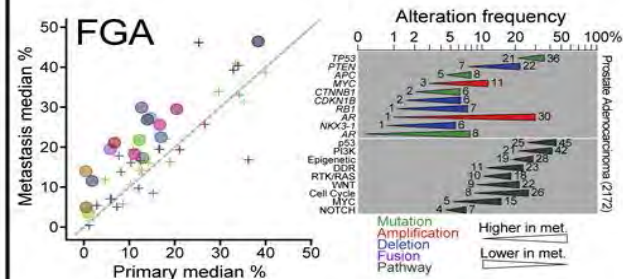 FGA
Metastasis median %
50
40
30
20
10
0
0 10 20 30 40 50
Primary median %
Alteration frequency
0 1 2 5 10 20 50 100%
TP53 21 36
PTEN 7 22
APC 5 8
MYC 3 11
CTNNB1 2 6
CDKN1B 2 6
RB1 1 7
AR 1 30
NKX3-1 1 6
AR 8
p53 25 45
PI3K 21 42
Epigenetic 19 28
DDR 11 23
RTK/RAS 10 18
WNT 9 22
Cell Cycle 8 26
MYC 5 15
NOTCH 4 7
Prostate Adenocarcinoma (2172)
Mutation
Amplification
Deletion
Fusion
Pathway
Higher in met.
Lower in met.